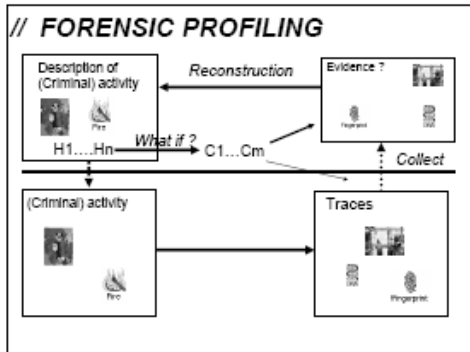 // FORENSIC PROFILING
Description of
(Criminal) activity
Fire
H1....Hn
Reconstruction
What if ?
C1...Cm
Evidence ?
Fingerprint
DNA
Collect
(Criminal) activity
Fire
Traces
Fingerprint